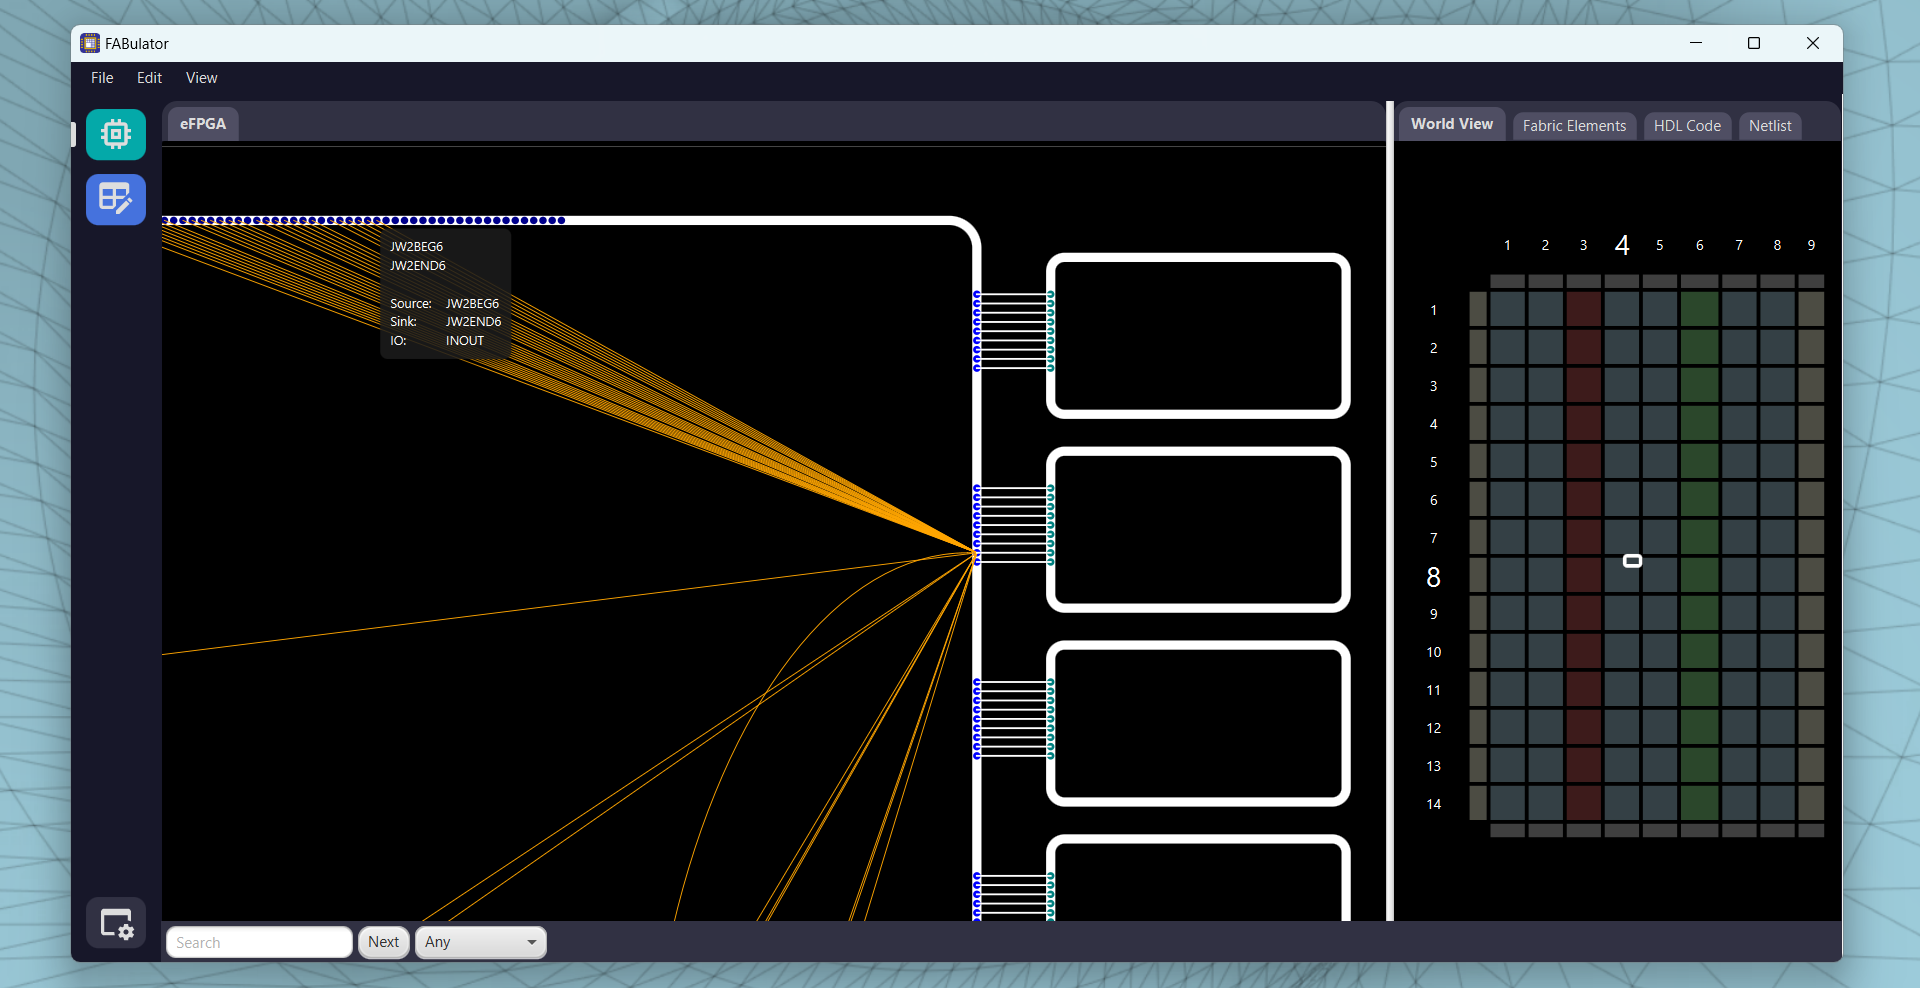 FABulator
File Edit View
eFPGA
World View Fabric Elements HDL Code Netlist
JW2BEG6
JW2END6
Source: JW2BEG6
Sink: JW2END6
IO: INOUT
1 2 3 4 5 6 7 8 9
1
2
3
4
5
6
7
8
9
10
11
12
13
14
Search Next Any